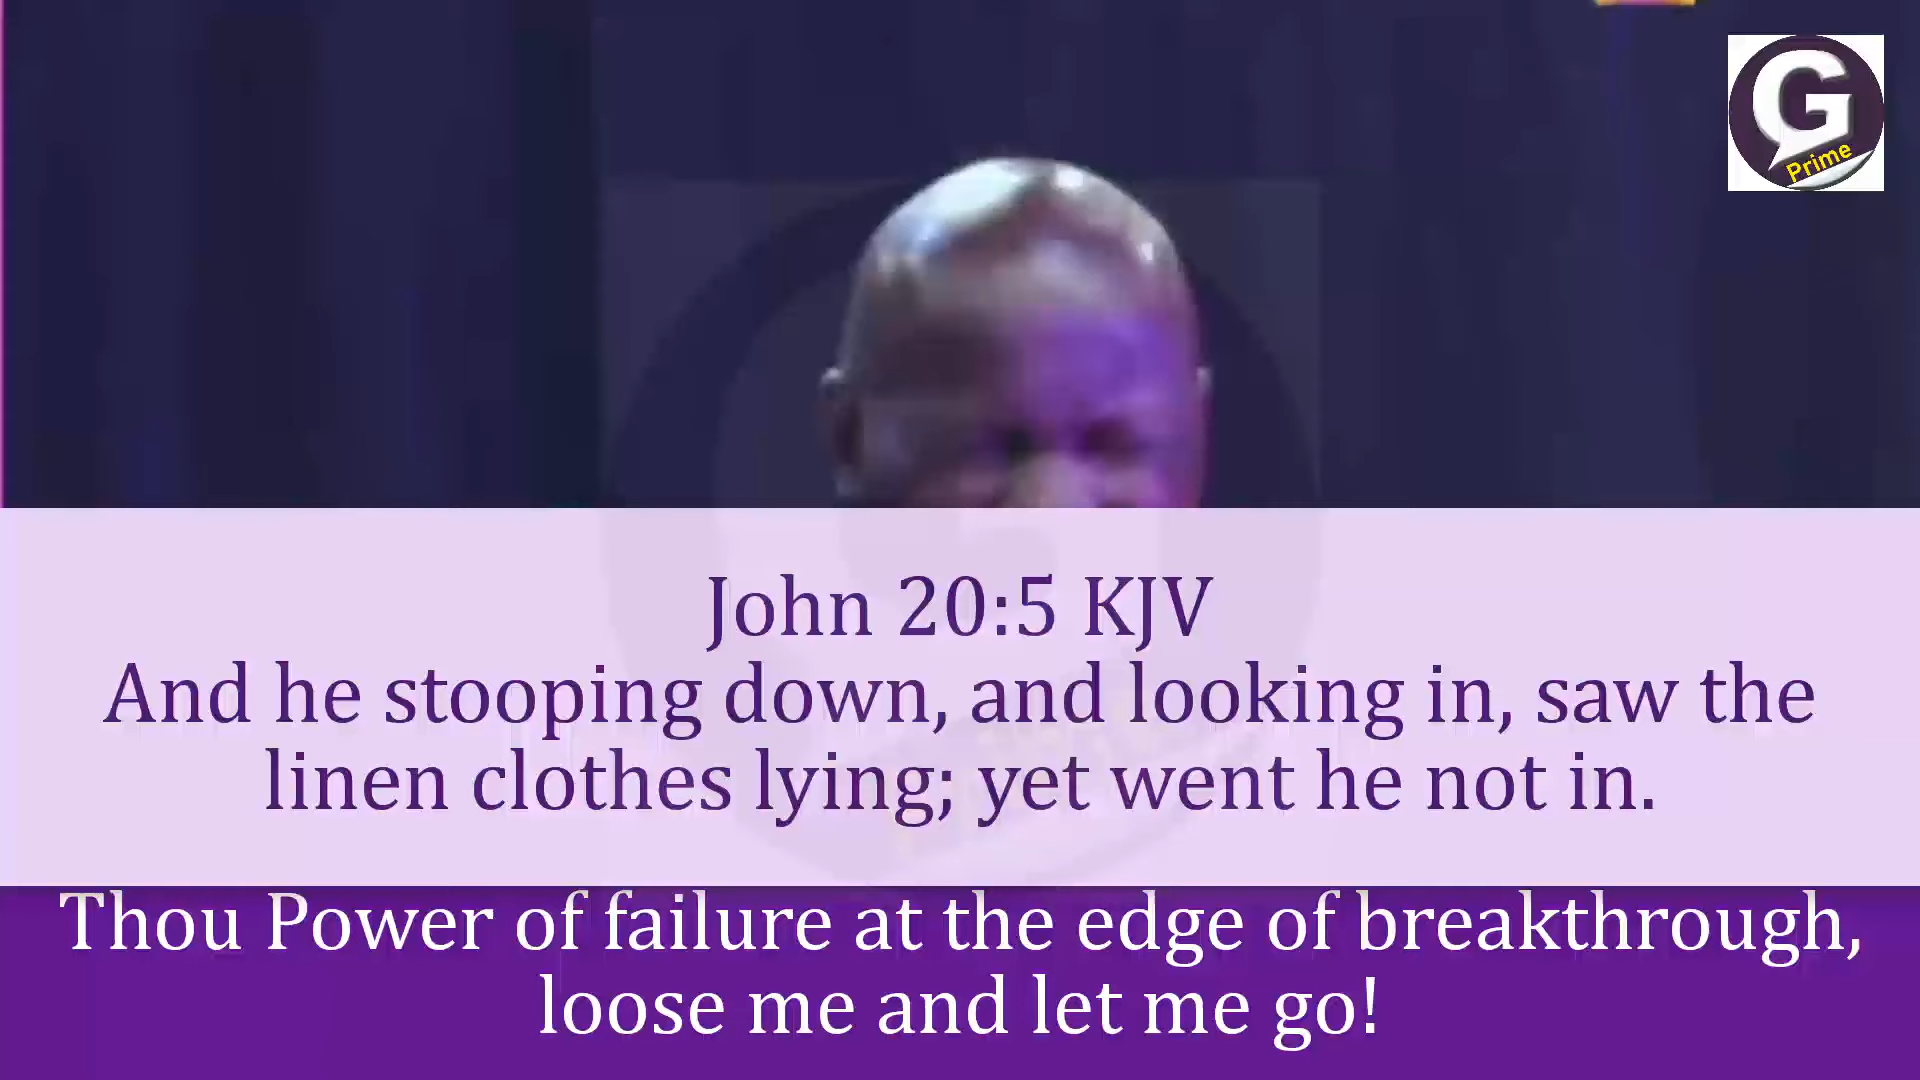 G
Prime
John 20:5 KJV
And he stooping down, and looking in, saw the
linen clothes lying; yet went he not in.
Thou Power of failure at the edge of breakthrough,
loose me and let me go!